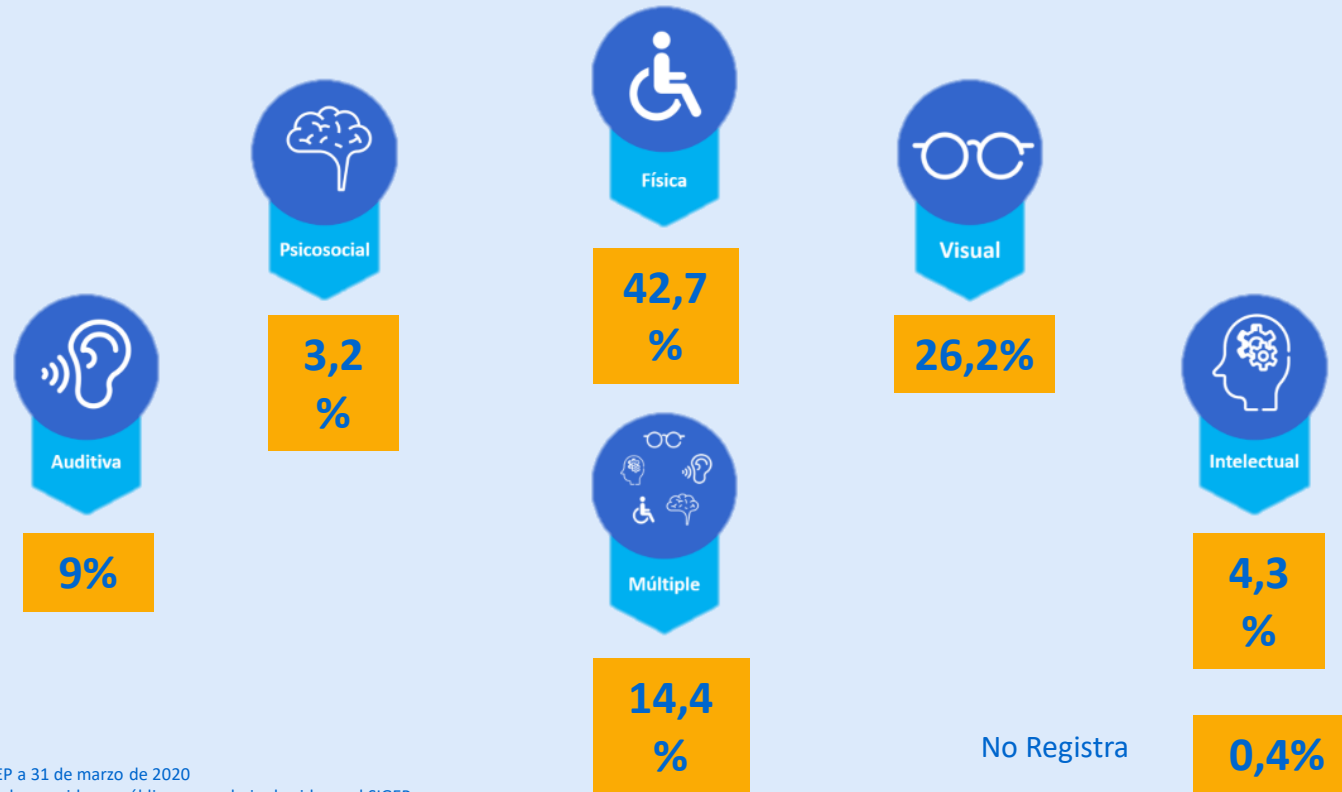 Física
42,7
%
Psicosocial
3,2
%
Visual
26,2%
Auditiva
9%
Múltiple
14,4
%
Intelectual
4,3
%
No Registra
0,4%
EP a 31 de marzo de 2020